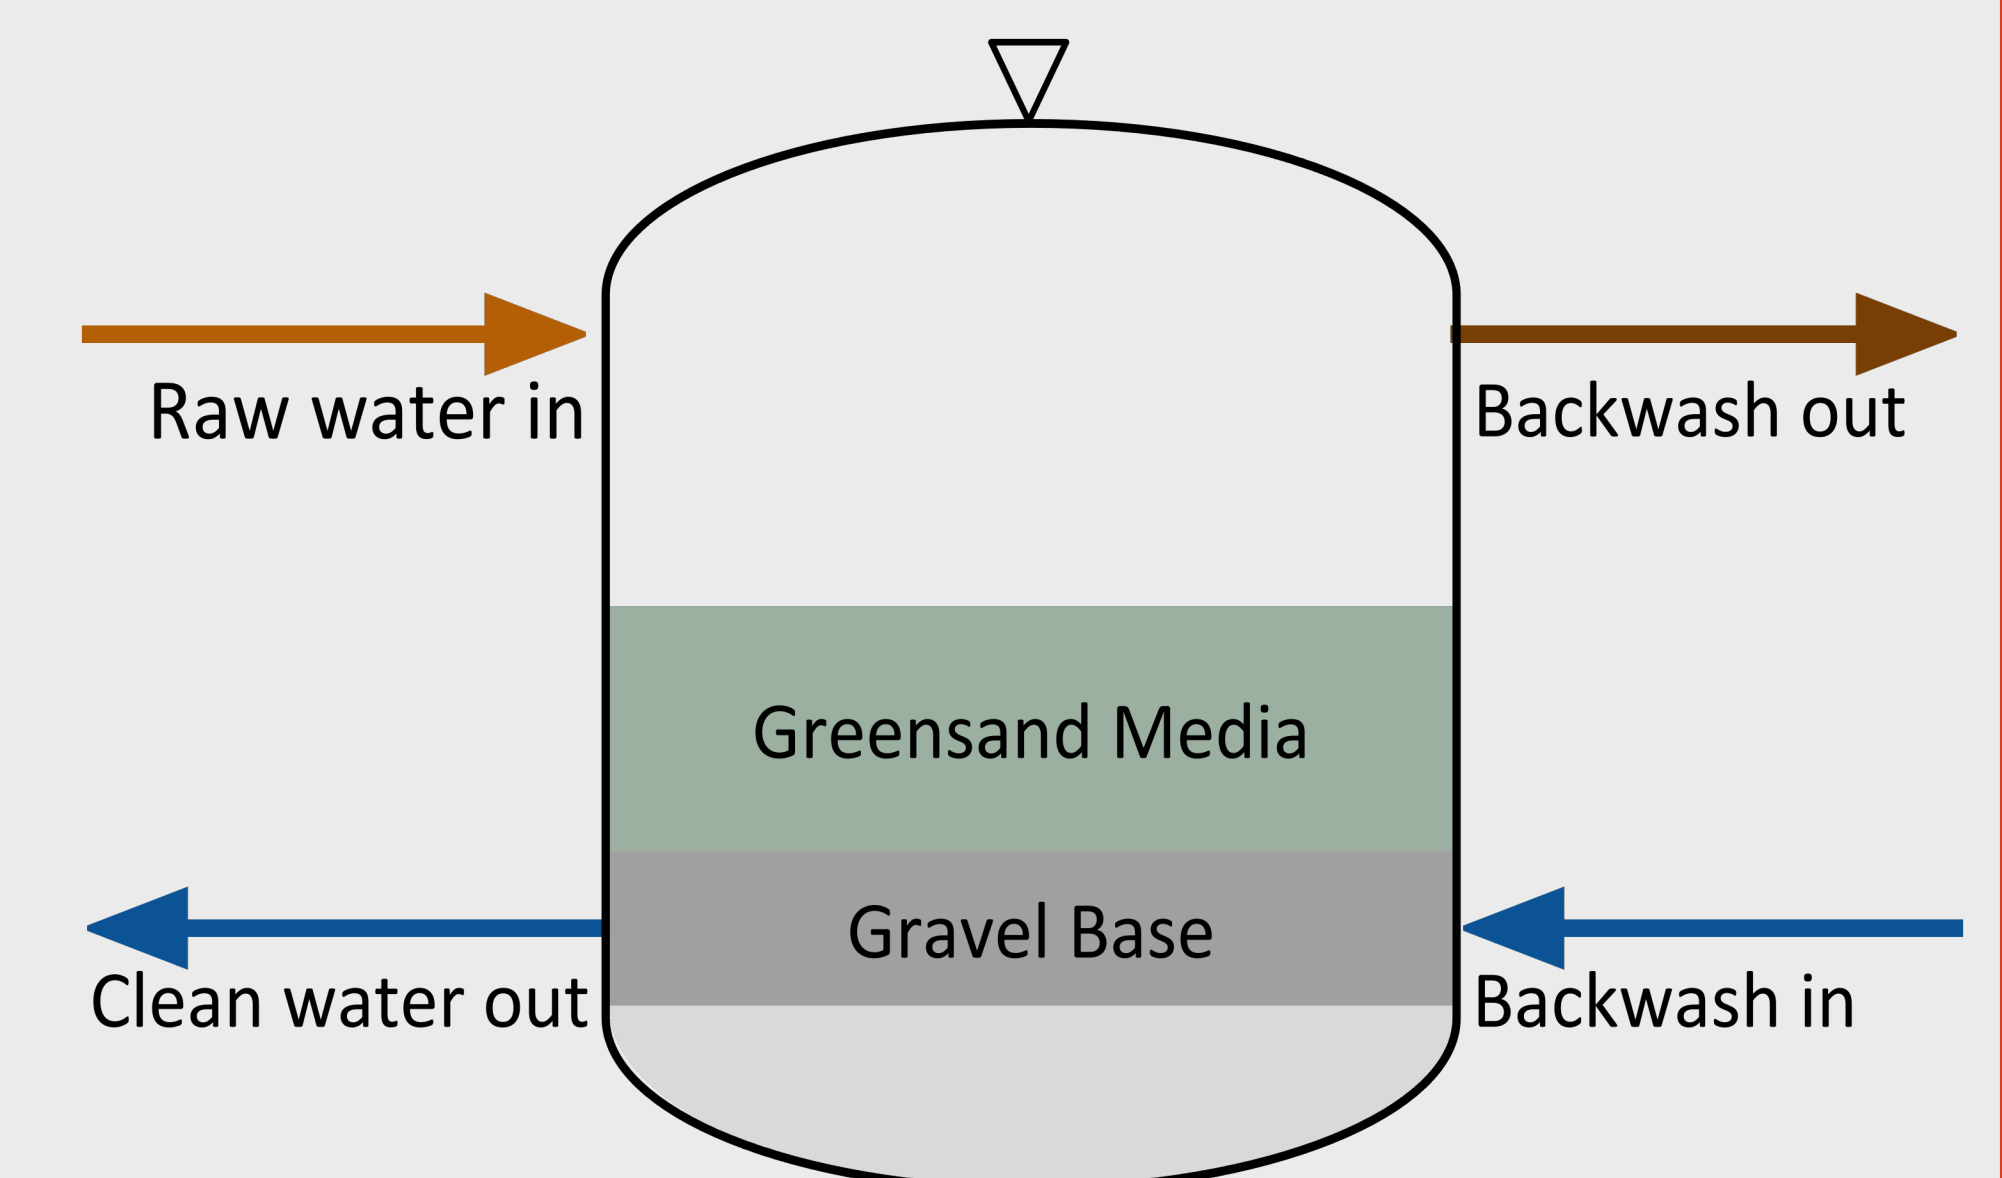 Raw water in
Backwash out
Greensand Media
Gravel Base
Clean water out
Backwash in